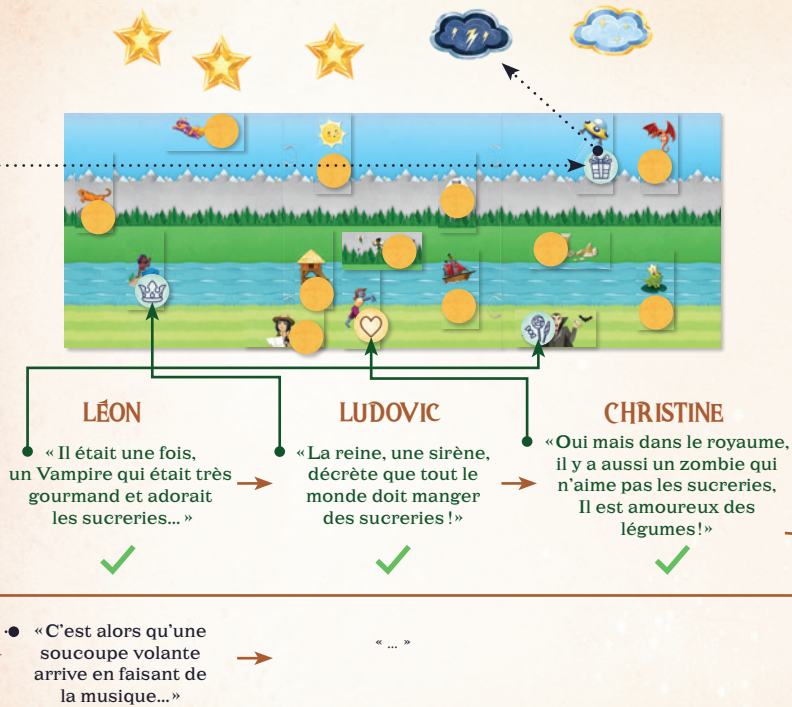 LÉON
« Il était une fois,
un Vampire qui était très
gourmand et adorait
les sucreries... »
LUDOVIC
«La reine, une sirène,
décrète que tout le
monde doit manger
des sucreries !»
CHRISTINE
«Oui mais dans le royaume,
il y a aussi un zombie qui
n'aime pas les sucreries,
Il est amoureux des
légumes!»
«C'est alors qu'une
soucoupe volante
arrive en faisant de
la musique...»
« ... »